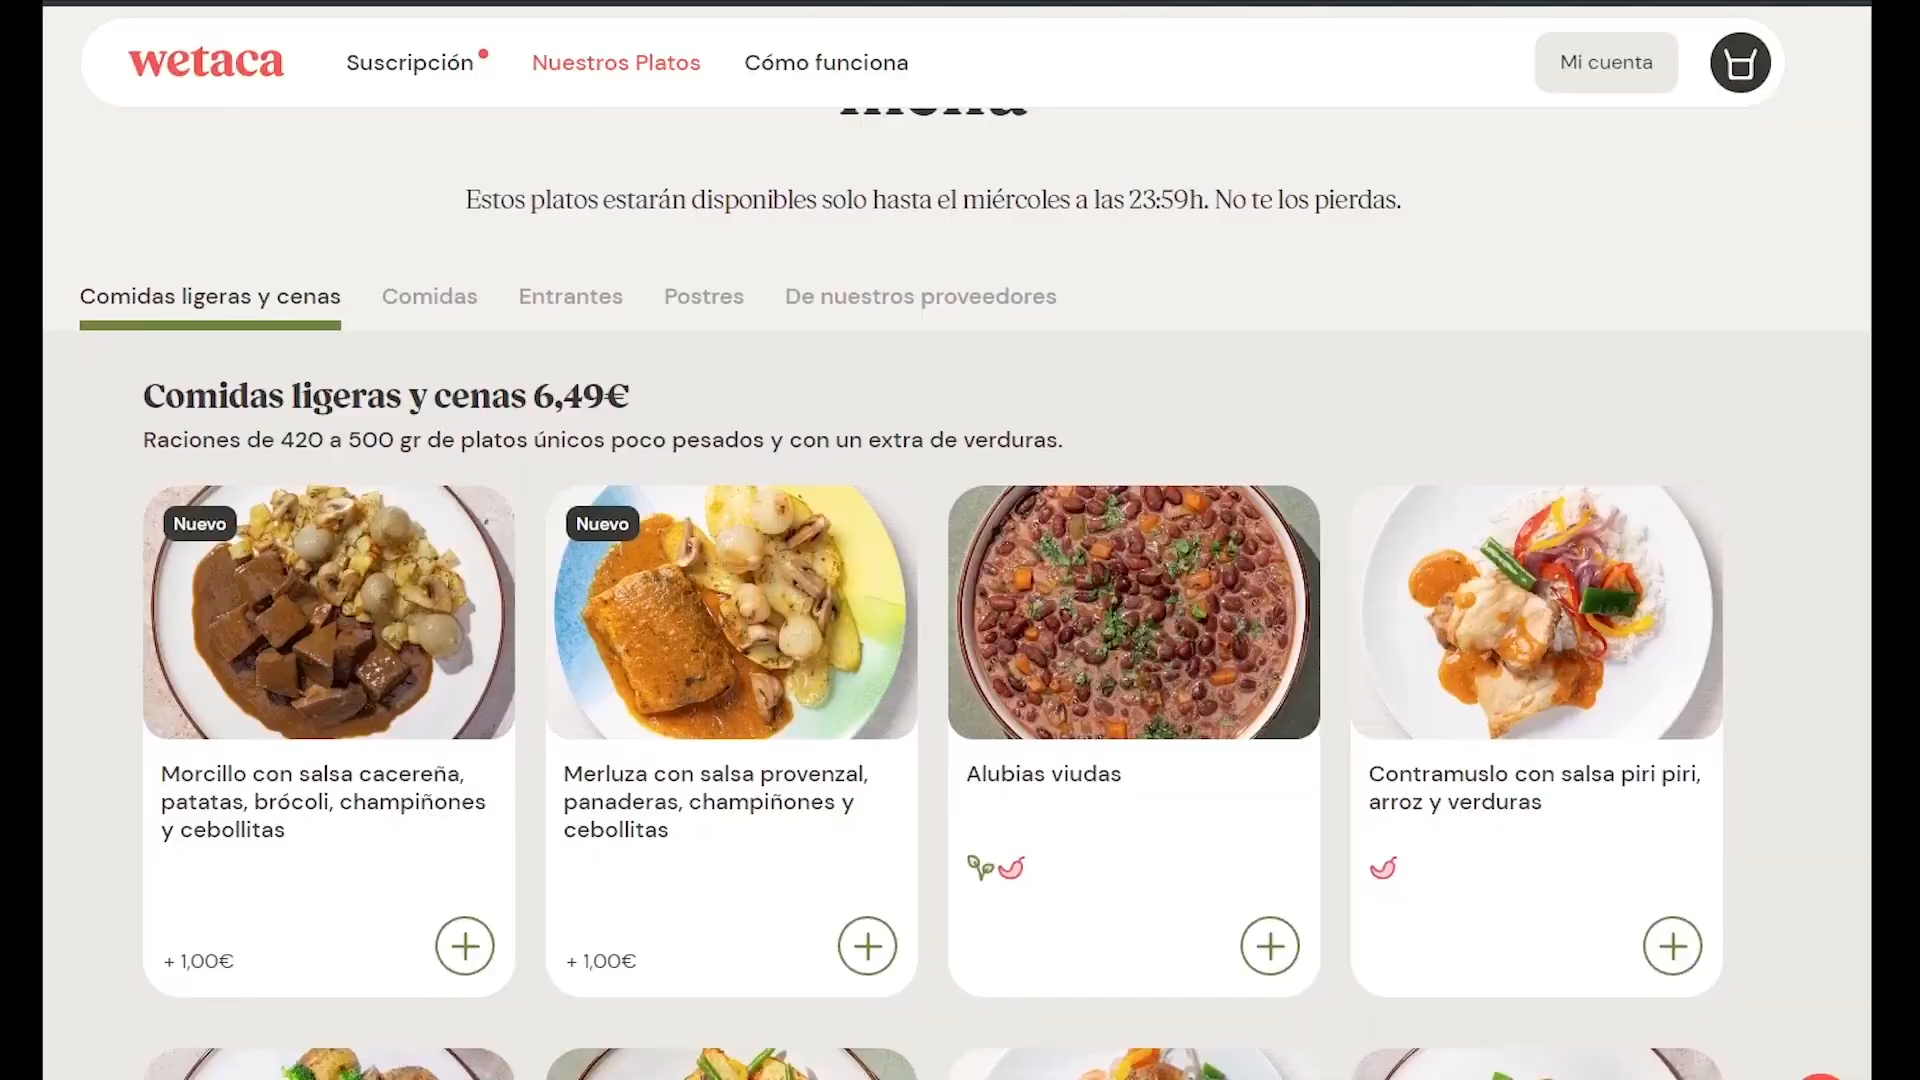 wetaca
Suscripción
Nuestros Platos
Cómo funciona
Mi cuenta
menú
Estos platos estarán disponibles solo hasta el miércoles a las 23:59h. No te los pierdas.
Comidas ligeras y cenas
Comidas
Entrantes
Postres
De nuestros proveedores
Comidas ligeras y cenas 6,49€
Raciones de 420 a 500 gr de platos únicos poco pesados y con un extra de verduras.
Nuevo
Morcillo con salsa cacereña,
patatas, brócoli, champiñones
y cebollitas
+ 1,00€
Nuevo
Merluza con salsa provenzal,
panaderas, champiñones y
cebollitas
+ 1,00€
Alubias viudas
Contramuslo con salsa piri piri,
arroz y verduras